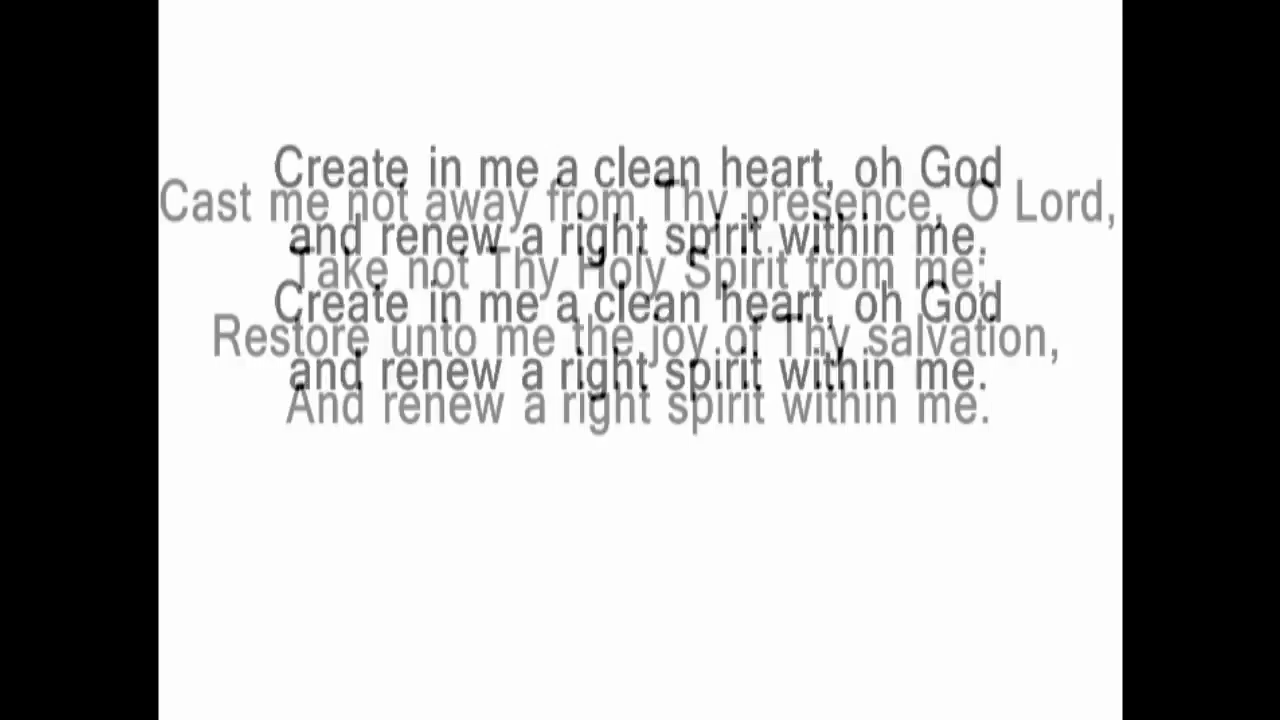 Create in me a clean heart, oh God
Cast me not away from Thy presence, O Lord,
and renew a right spirit within me.
Take not Thy Holy Spirit from me;
Create in me a clean heart, oh God
Restore unto me the joy of Thy salvation,
and renew a right spirit within me.
And renew a right spirit within me.